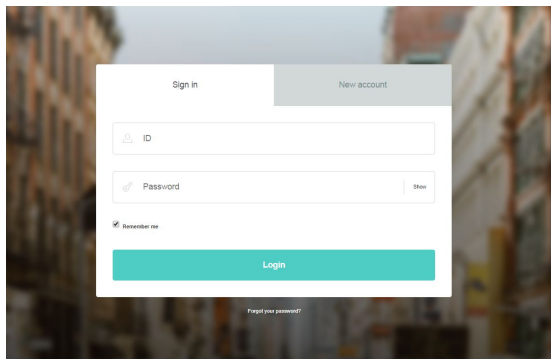 Sign in
New account
ID
Password
Show
Remember me
Login
Forgot your password?